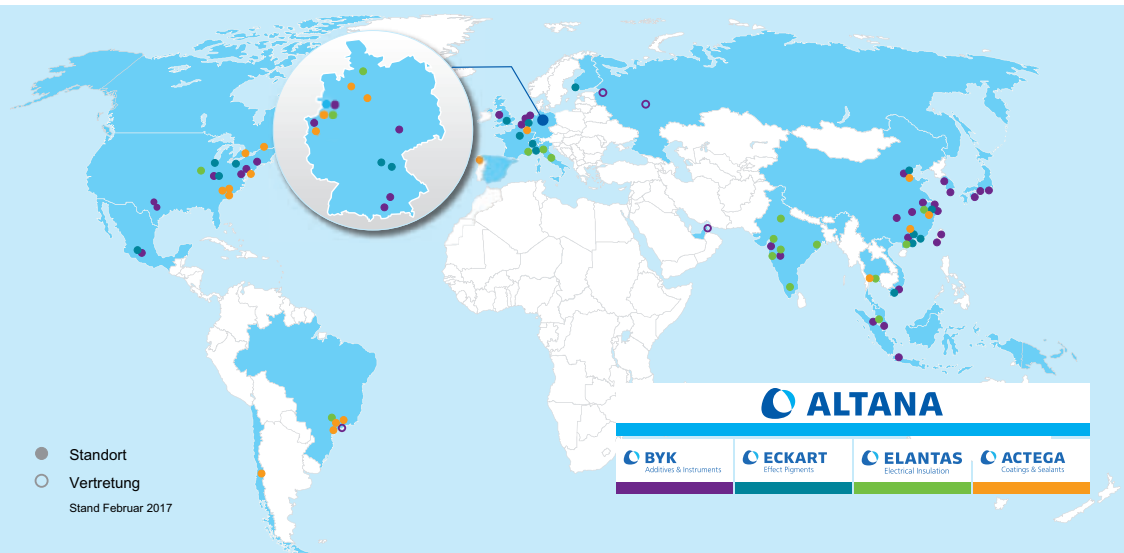 ALTANA
BYK
Additives & Instruments
ECKART
Effect Pigments
ELANTAS
Electrical Insulation
ACTEGA
Coatings & Sealants
Standort
Vertretung
Stand Februar 2017